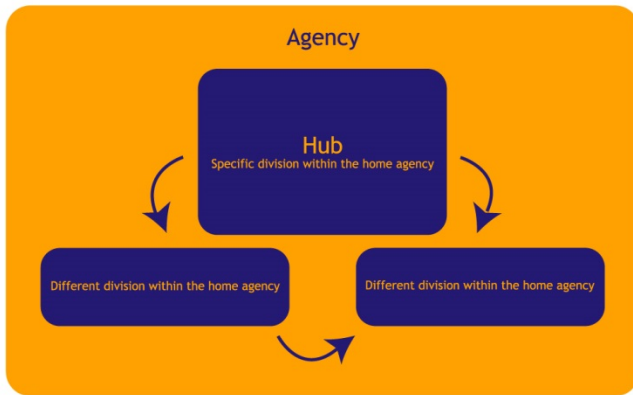 Agency
Hub
Specific division within the home agency
Different division within the home agency
Different division within the home agency